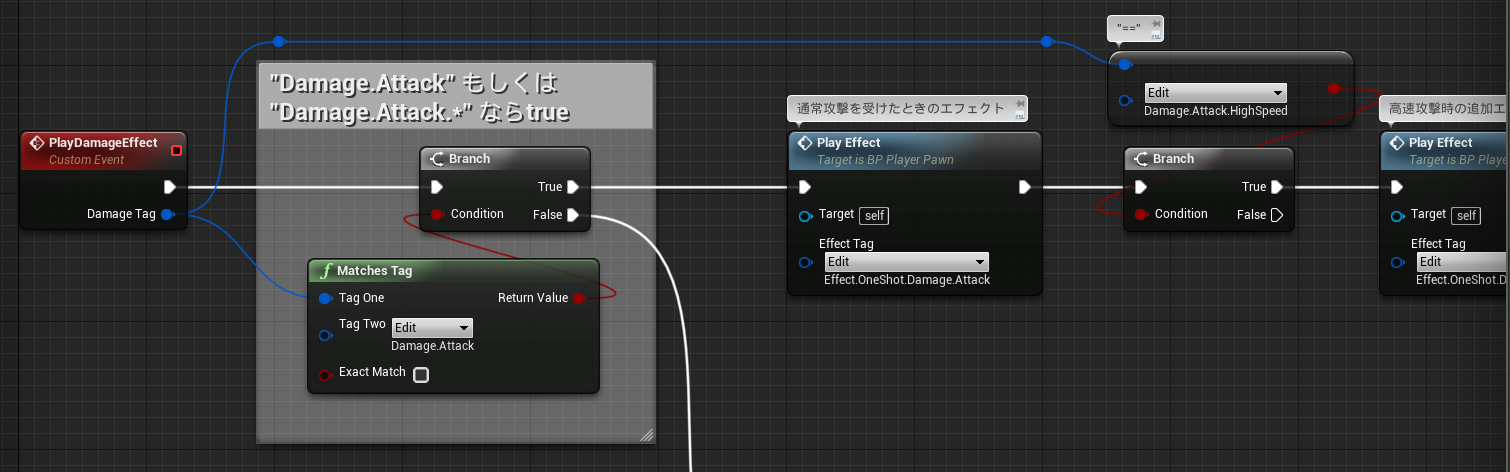 "=="
"Damage.Attack" もしくは
"Damage.Attack.*" ならtrue
PlayDamageEffect
Custom Event
Damage Tag
Branch
True
Condition
False
Matches Tag
Tag One
Return Value
Tag Two
Edit
Damage.Attack
Exact Match
通常攻撃を受けたときのエフェクト
Play Effect
Target is BP Player Pawn
Target
self
Effect Tag
Edit
Effect.OneShot.Damage.Attack
Edit
Damage.Attack.HighSpeed
Branch
True
Condition
False
高速攻撃時の追加エ
Play Effect
Target is BP Playe
Target
self
Effect Tag
Edit
Effect.OneShot.D